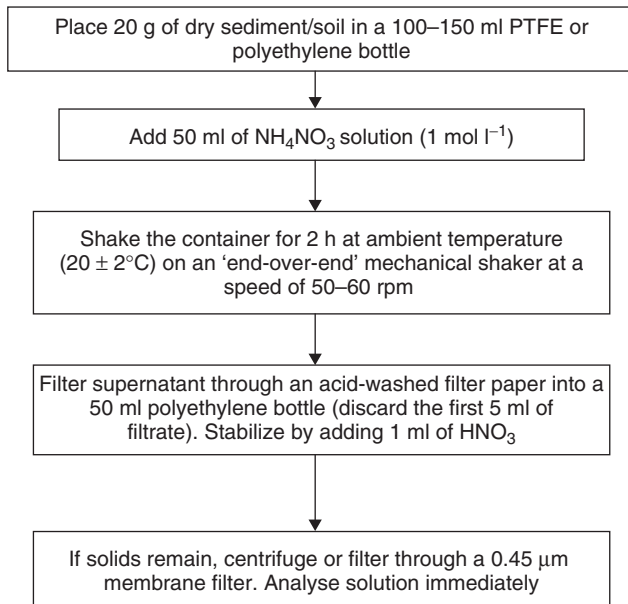 Place 20 g of dry sediment/soil in a 100–150 ml PTFE or
polyethylene bottle
Add 50 ml of NH₄NO₃ solution (1 mol l⁻¹)
Shake the container for 2 h at ambient temperature
(20 ± 2°C) on an ‘end-over-end’ mechanical shaker at a
speed of 50–60 rpm
Filter supernatant through an acid-washed filter paper into a
50 ml polyethylene bottle (discard the first 5 ml of
filtrate). Stabilize by adding 1 ml of HNO₃
If solids remain, centrifuge or filter through a 0.45 μm
membrane filter. Analyse solution immediately